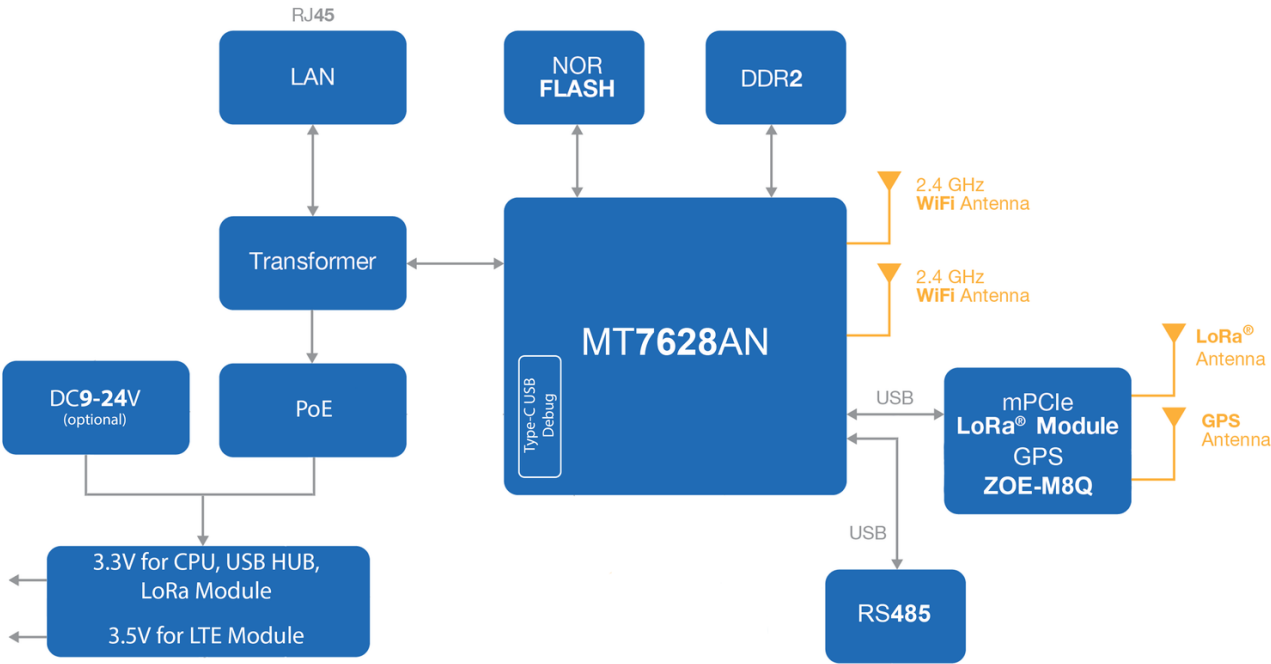 RJ45
LAN
NOR
FLASH
DDR2
2.4 GHz
WiFi Antenna
Transformer
2.4 GHz
WiFi Antenna
MT7628AN
Type-C USB
Debug
LoRa®
Antenna
DC9-24V
(optional)
PoE
USB
mPCIe
LoRa® Module
GPS
ZOE-M8Q
GPS
Antenna
USB
3.3V for CPU, USB HUB,
LoRa Module
3.5V for LTE Module
RS485